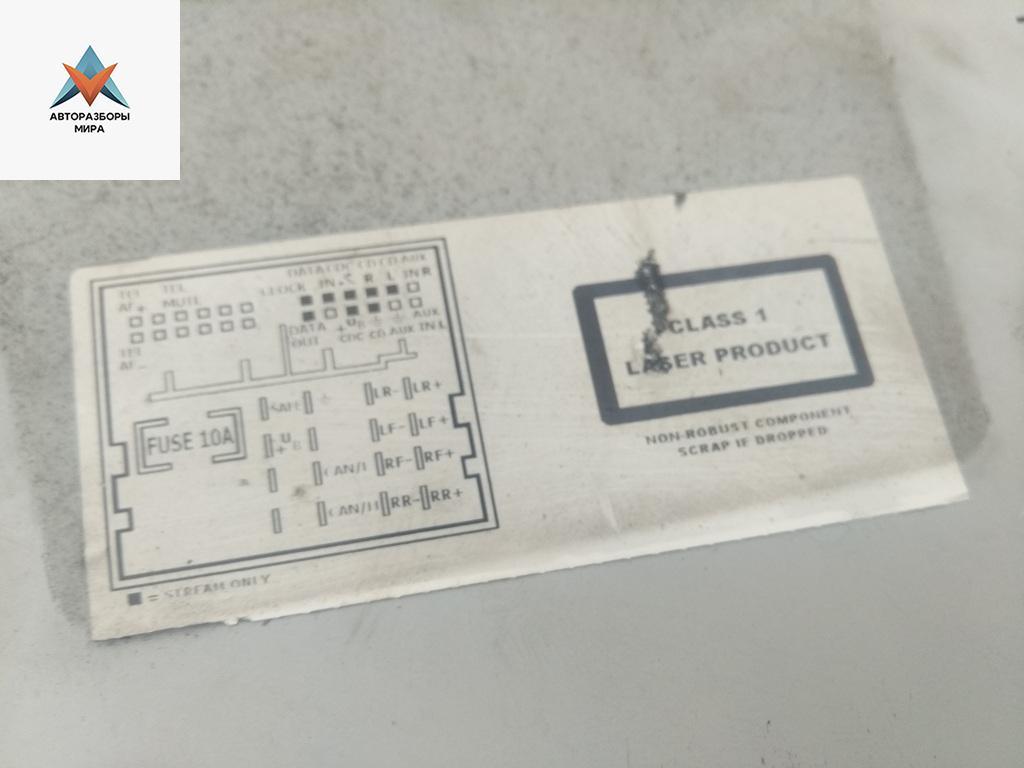 АВТОРАЗБОРЫ
МИРА
DATA CDC CD CD AUX
TEL TEL CLOCK IN R L IN R
AF+ MUTE
DATA +UB AUX
OUT CDC CD AUX IN L
TEL
AF-
SAFE LR- LR+
FUSE 10A
+UB LF- LF+
CAN/L RF- RF+
CAN/H RR- RR+
= STREAM ONLY
CLASS 1
LASER PRODUCT
NON-ROBUST COMPONENT
SCRAP IF DROPPED